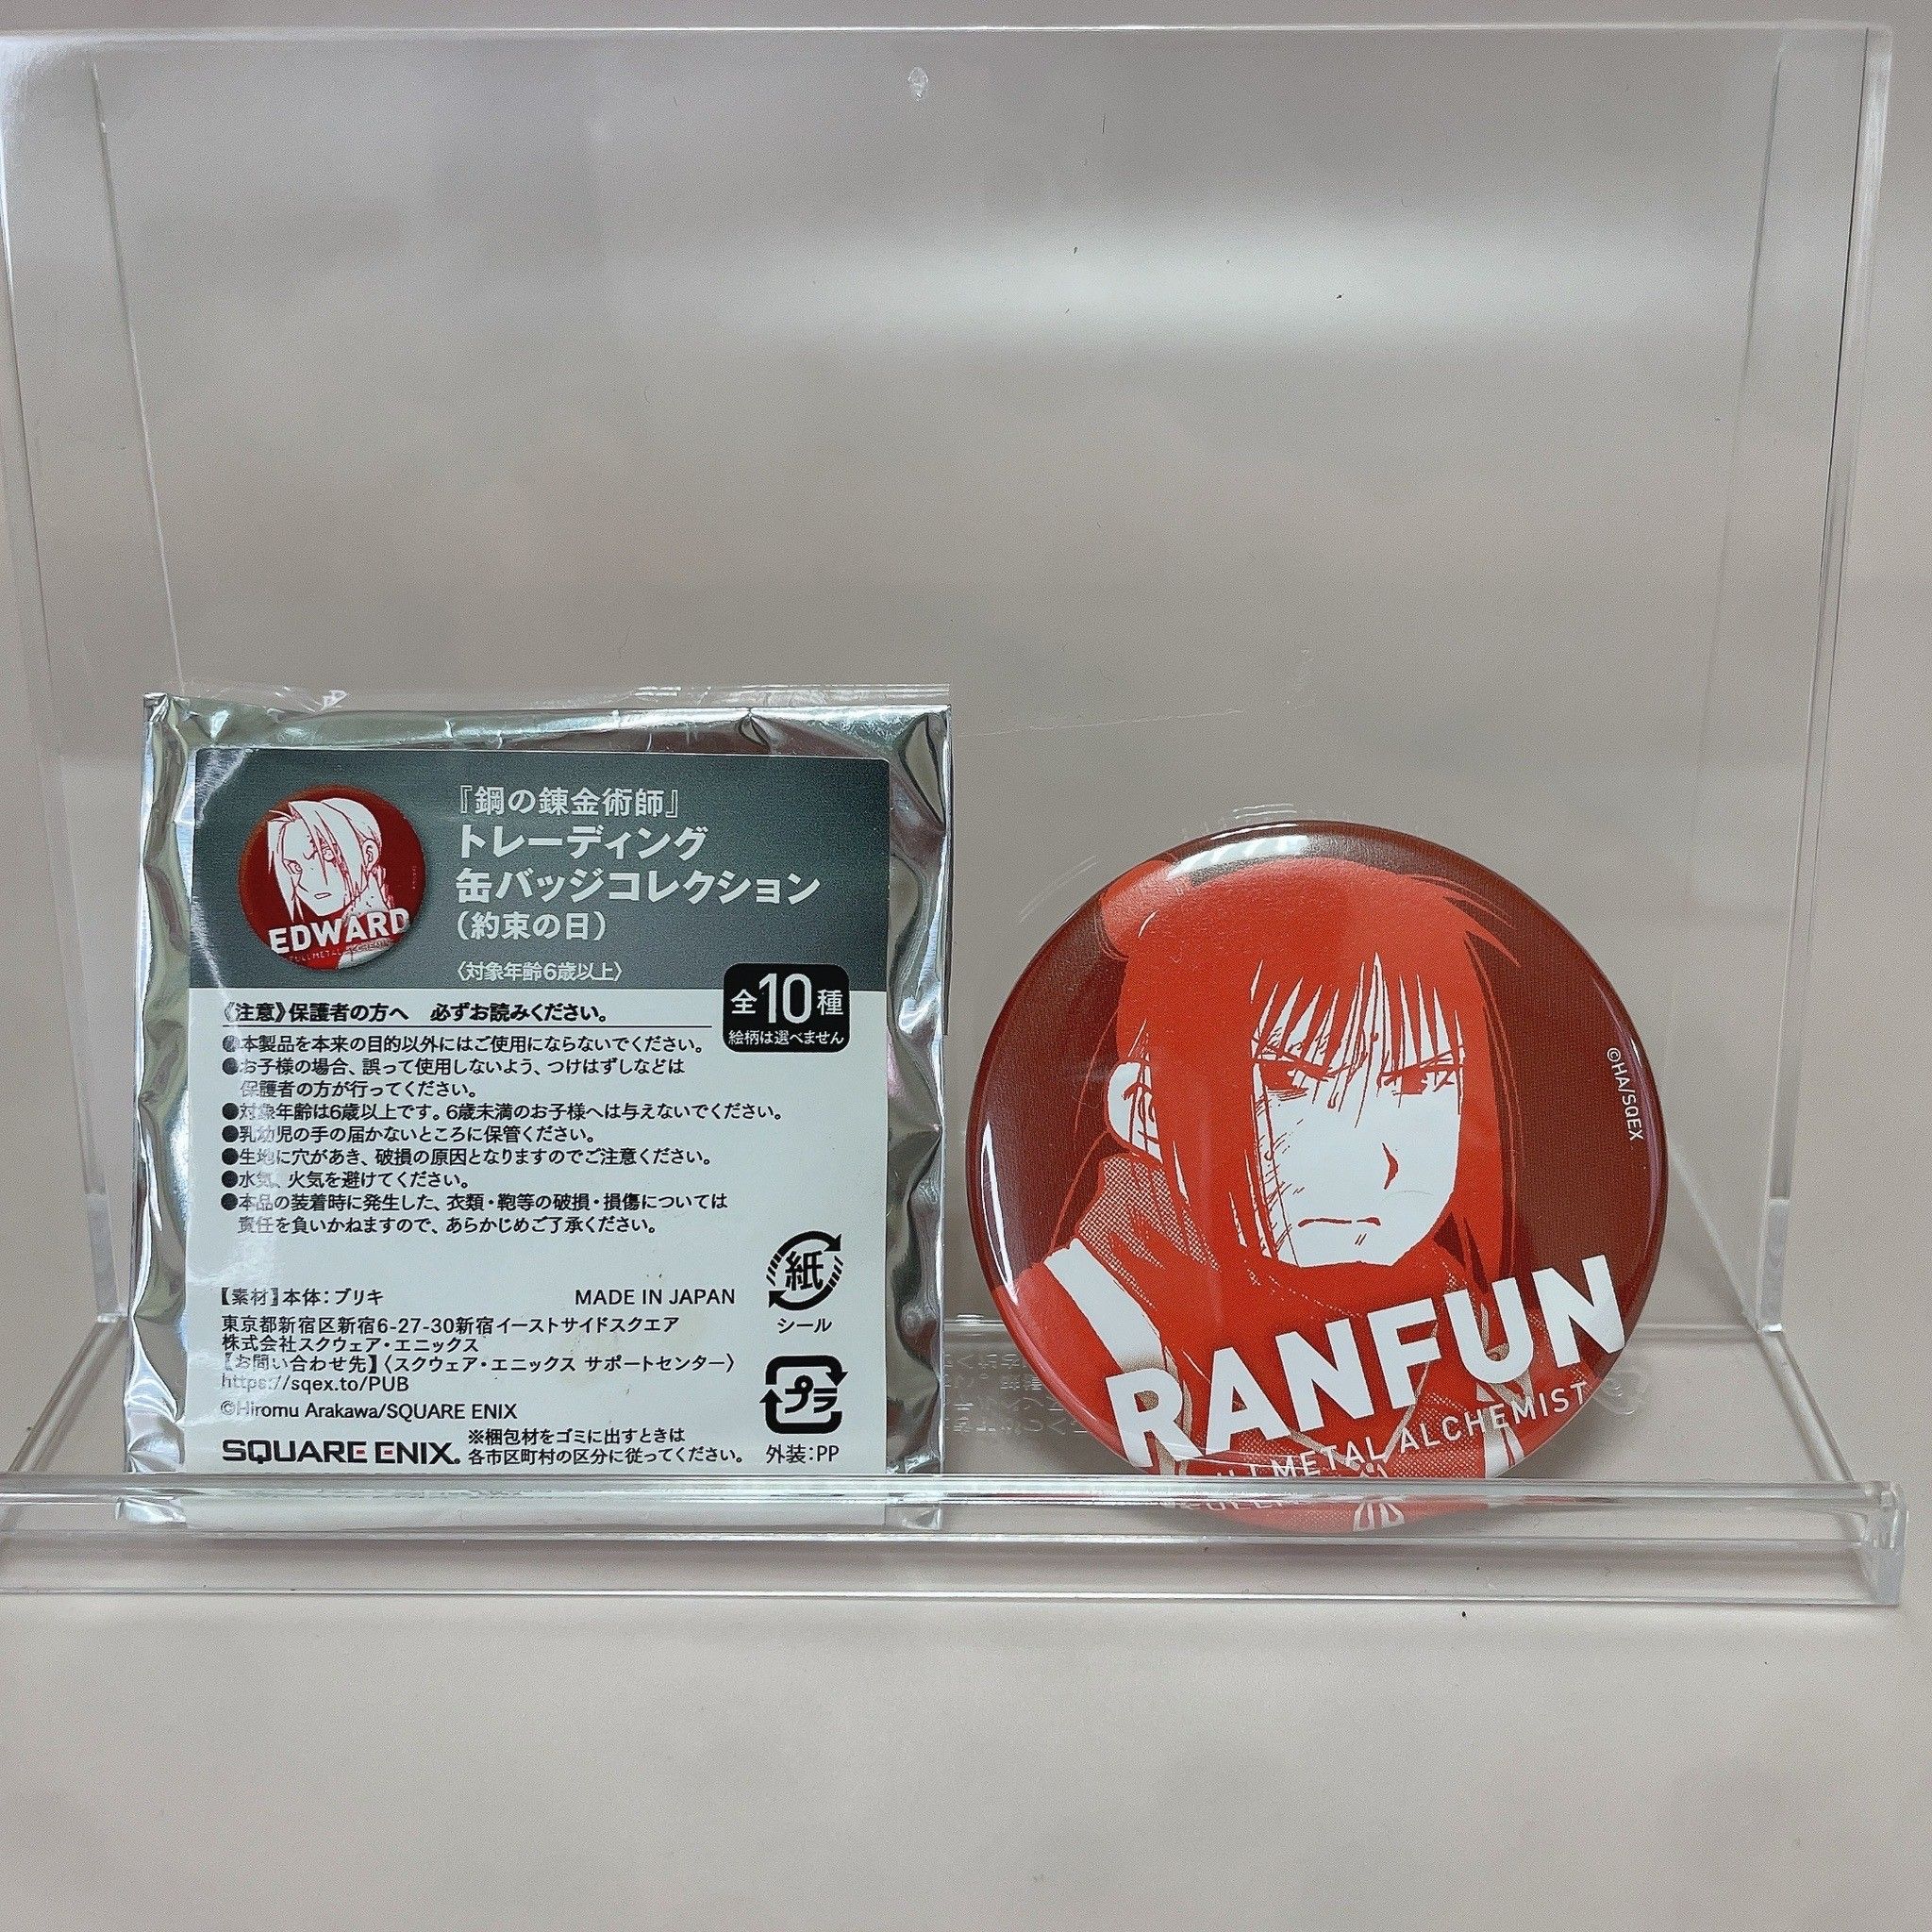 『鋼の錬金術師』
トレーディング
缶バッジコレクション
(約束の日)
〈対象年齢6歳以上〉
EDWARD
FULLMETAL ALCHEMIST
全10種
絵柄は選べません
《注意》保護者の方へ 必ずお読みください。
●本製品を本来の目的以外にはご使用にならないでください。
●お子様の場合、誤って使用しないよう、つけはずしなどは
保護者の方が行ってください。
●対象年齢は6歳以上です。6歳未満のお子様へは与えないでください。
●乳幼児の手の届かないところに保管ください。
●生地に穴があき、破損の原因となりますのでご注意ください。
●水気、火気を避けてください。
●本品の装着時に発生した、衣類・鞄等の破損・損傷については
責任を負いかねますので、あらかじめご了承ください。
【素材】本体:ブリキ MADE IN JAPAN
東京都新宿区新宿6-27-30新宿イーストサイドスクエア
株式会社スクウェア・エニックス
【お問い合わせ先】〈スクウェア・エニックス サポートセンター〉
https://sqex.to/PUB
©Hiromu Arakawa/SQUARE ENIX
SQUARE ENIX.
※梱包材をゴミに出すときは
各市区町村の区分に従ってください。
紙
シール
プラ
外装:PP
©HA/SQEX
RANFUN
FULLMETAL ALCHEMIST